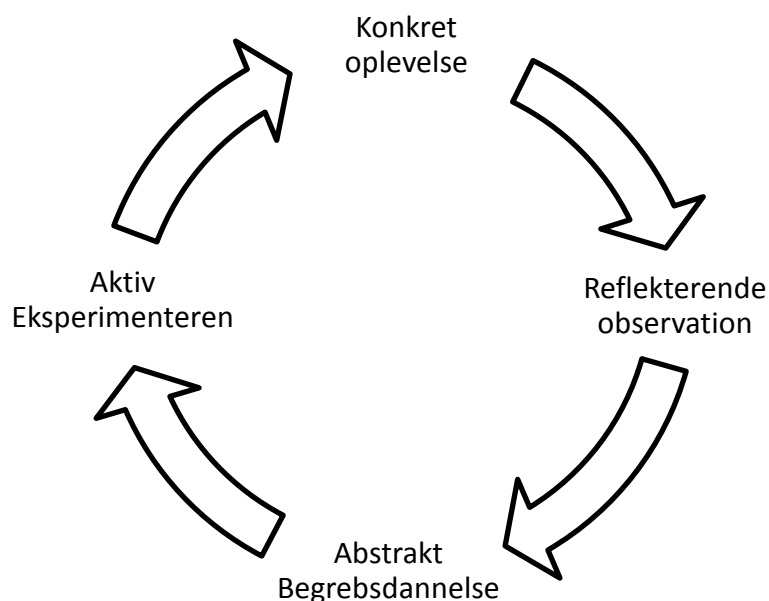 Konkret
oplevelse
Reflekterende
observation
Abstrakt
Begrebsdannelse
Aktiv
Eksperimenteren